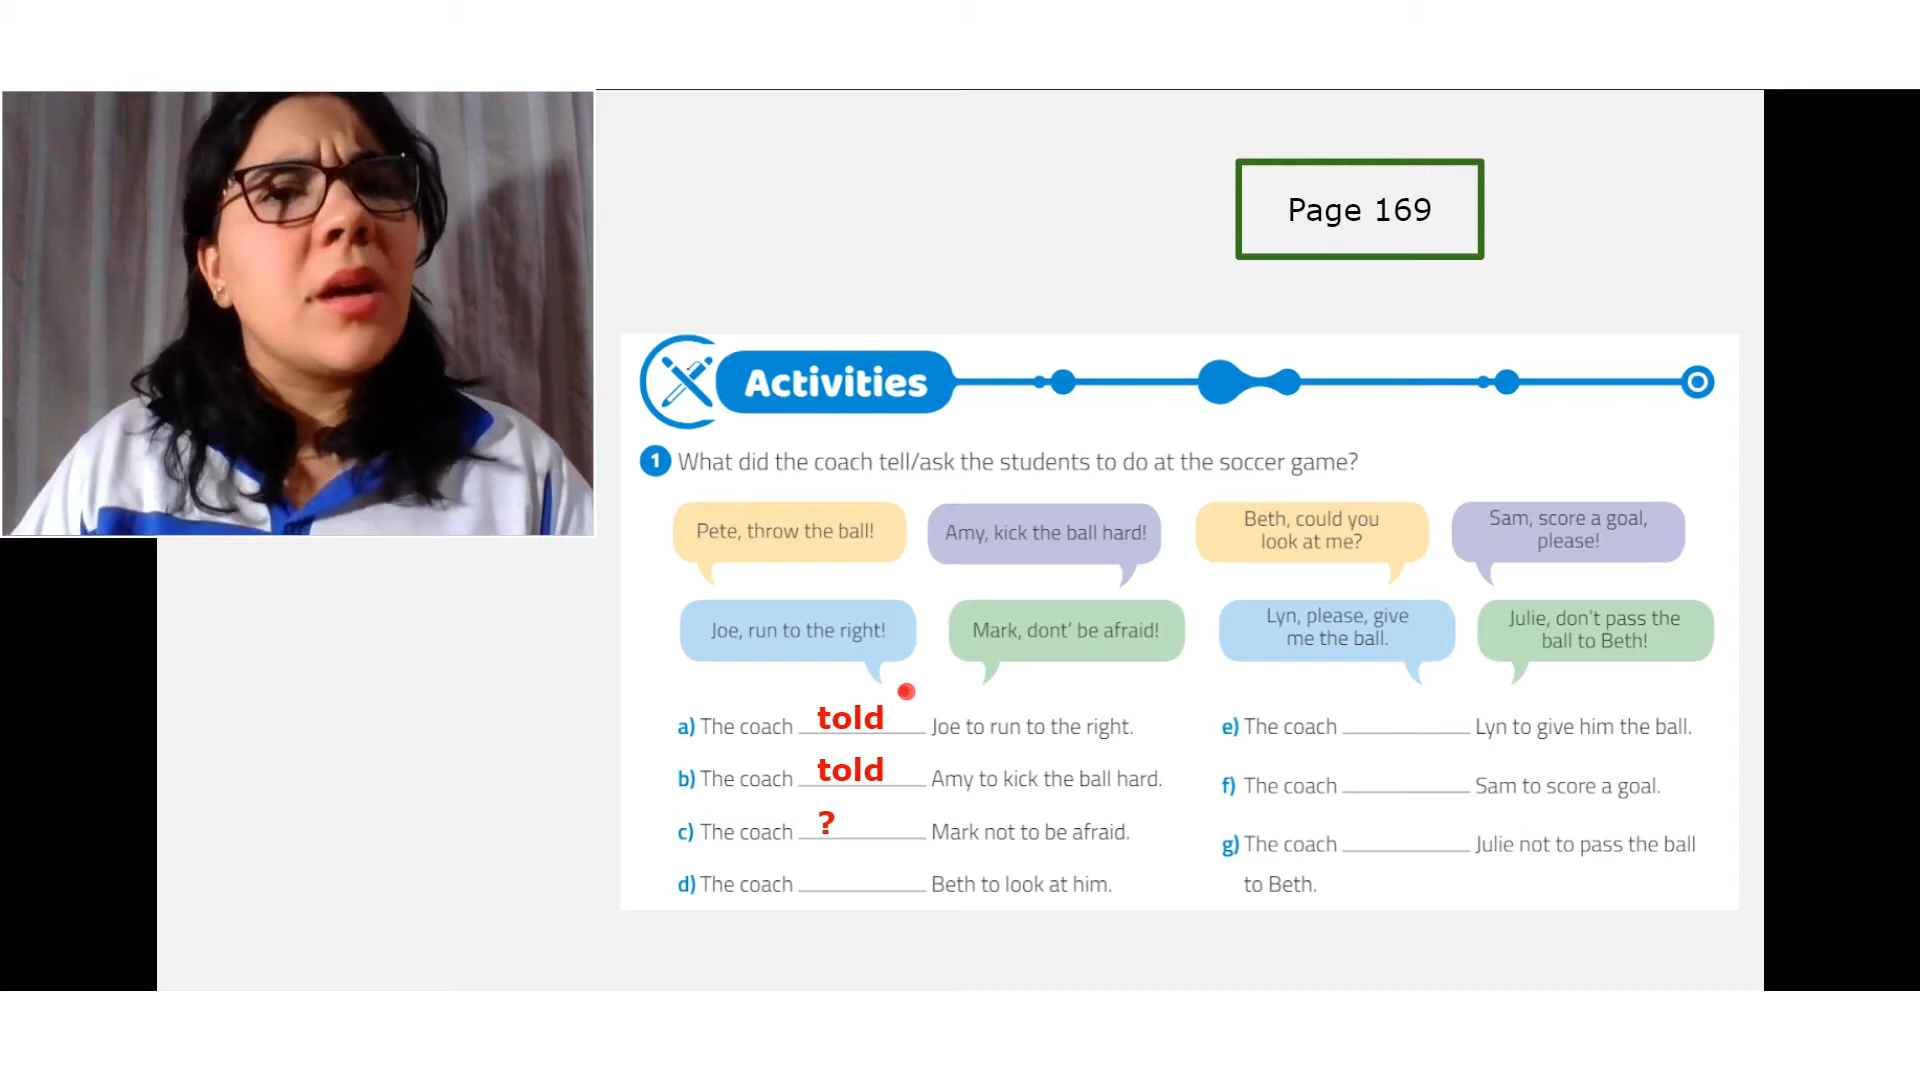 Page 169
Activities
1 What did the coach tell/ask the students to do at the soccer game?
Pete, throw the ball!
Amy, kick the ball hard!
Beth, could you
look at me?
Sam, score a goal,
please!
Joe, run to the right!
Mark, dont' be afraid!
Lyn, please, give
me the ball.
Julie, don't pass the
ball to Beth!
a) The coach told Joe to run to the right.
b) The coach told Amy to kick the ball hard.
c) The coach ? Mark not to be afraid.
d) The coach __________ Beth to look at him.
e) The coach __________ Lyn to give him the ball.
f) The coach __________ Sam to score a goal.
g) The coach __________ Julie not to pass the ball
to Beth.